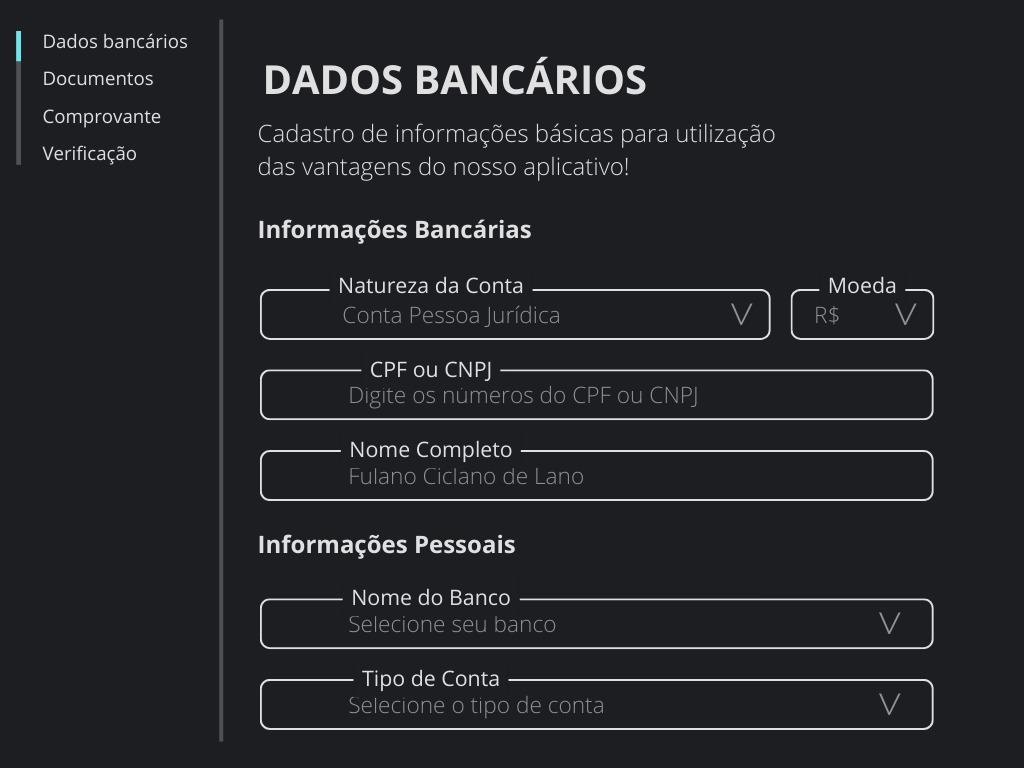 Dados bancários
Documentos
Comprovante
Verificação
DADOS BANCÁRIOS
Cadastro de informações básicas para utilização
das vantagens do nosso aplicativo!
Informações Bancárias
Natureza da Conta
Conta Pessoa Jurídica V
Moeda
R$ V
CPF ou CNPJ
Digite os números do CPF ou CNPJ
Nome Completo
Fulano Ciclano de Lano
Informações Pessoais
Nome do Banco
Selecione seu banco V
Tipo de Conta
Selecione o tipo de conta V